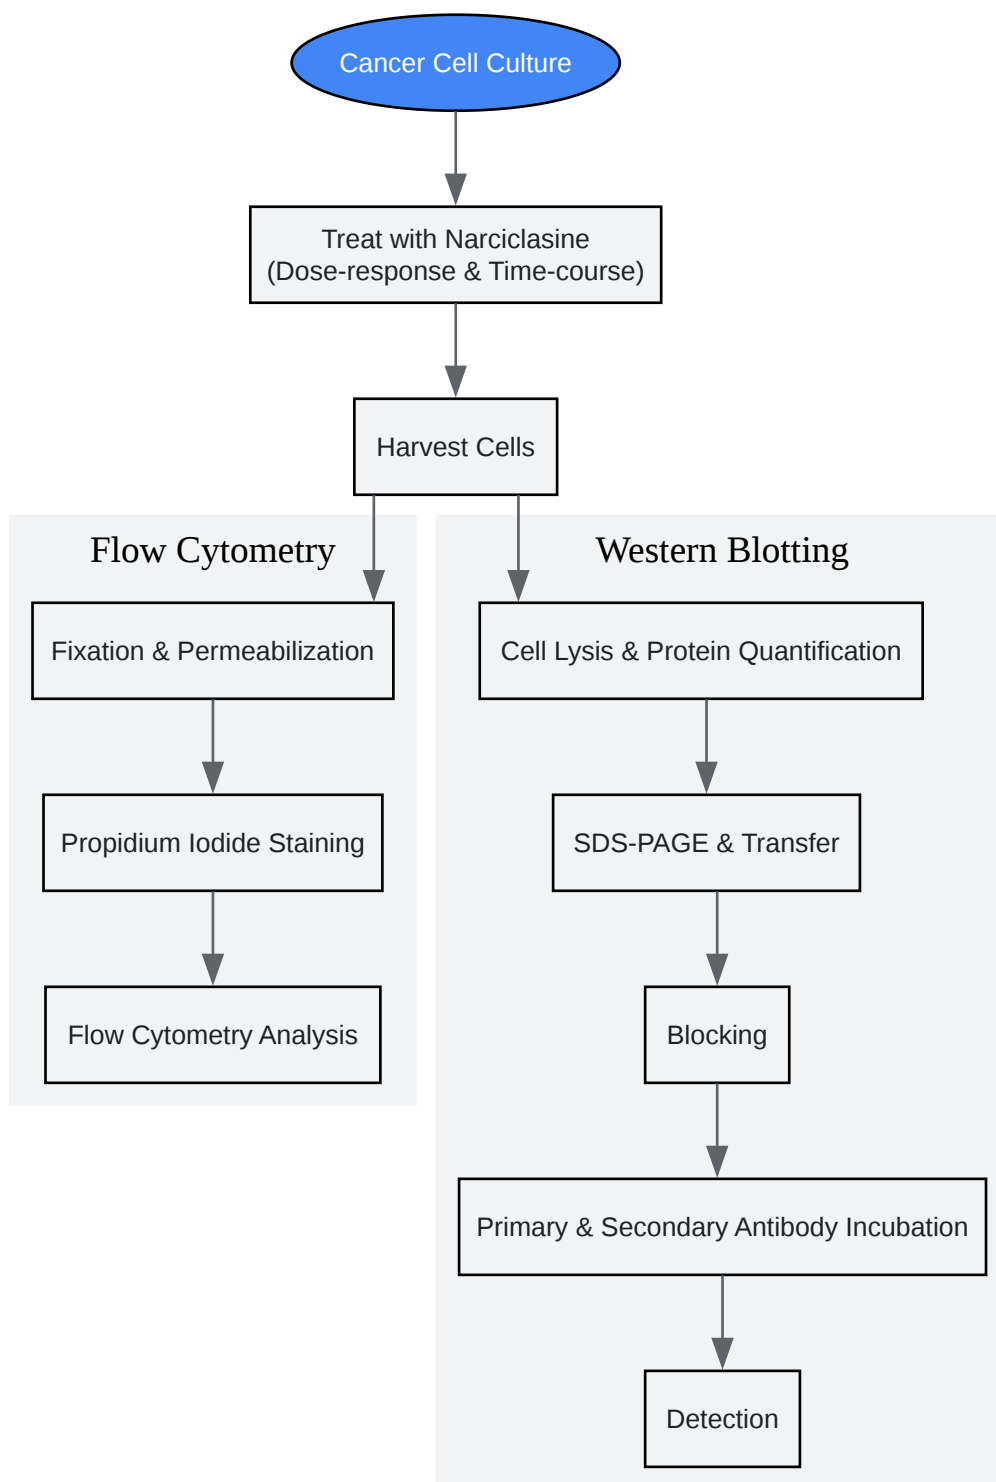 Cancer Cell Culture
Treat with Narciclasine
(Dose-response & Time-course)
Harvest Cells
Flow Cytometry
Fixation & Permeabilization
Propidium Iodide Staining
Flow Cytometry Analysis
Western Blotting
Cell Lysis & Protein Quantification
SDS-PAGE & Transfer
Blocking
Primary & Secondary Antibody Incubation
Detection